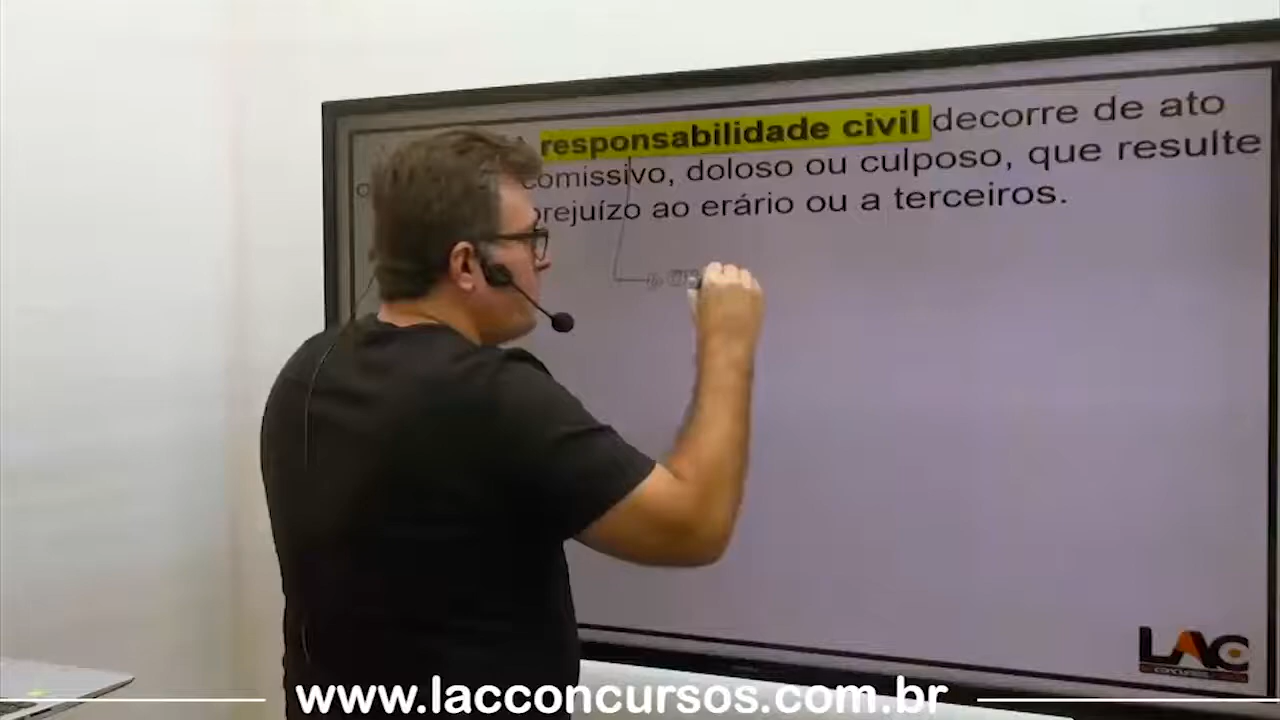 A responsabilidade civil decorre de ato
comissivo, doloso ou culposo, que resulte
prejuízo ao erário ou a terceiros.
LAC
CONCURSOS
www.lacconcursos.com.br